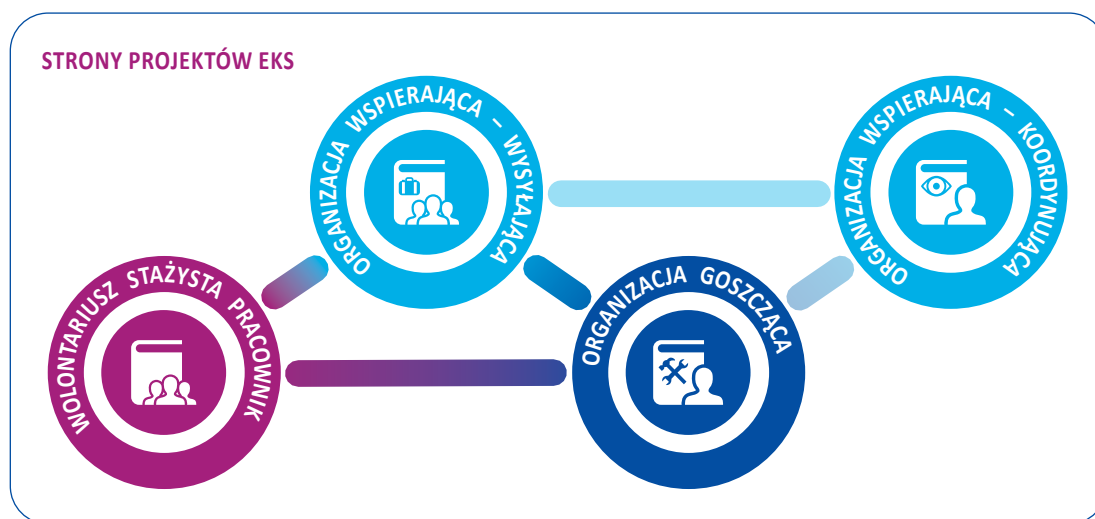 STRONY PROJEKTÓW EKS
ORGANIZACJA WSPIERAJĄCA – WYSYŁAJĄCA
ORGANIZACJA WSPIERAJĄCA – KOORDYNUJĄCA
WOLONTARIUSZ STAŻYSTA PRACOWNIK
ORGANIZACJA GOSZCZĄCA